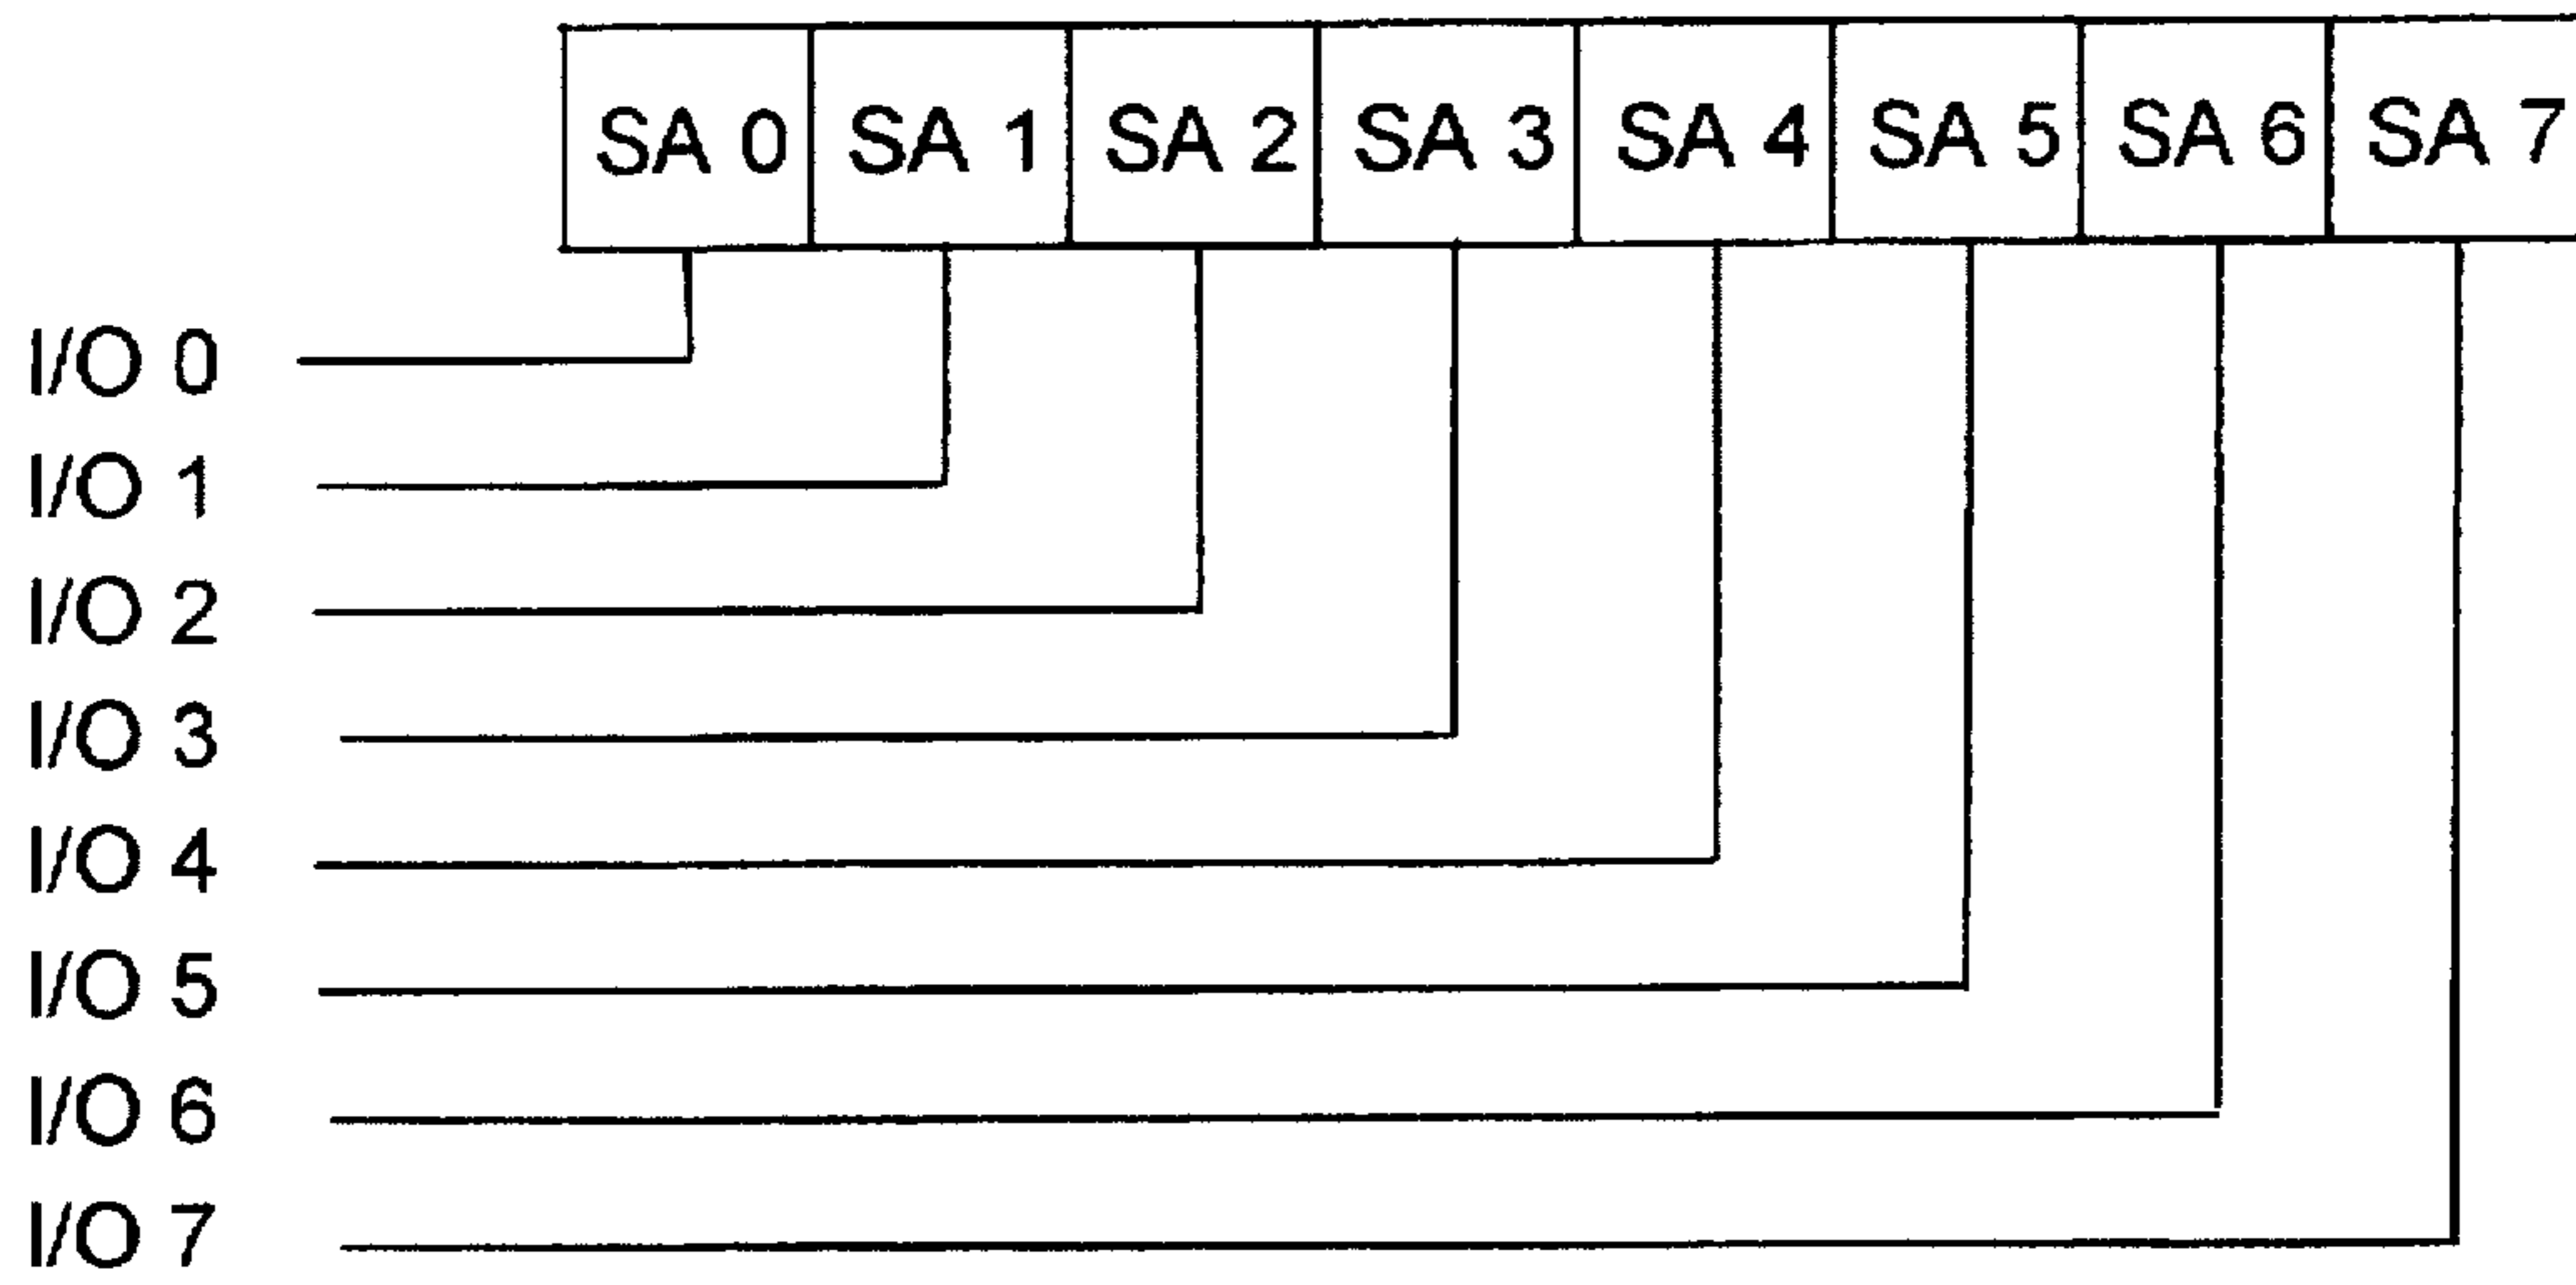 SA 0 SA 1 SA 2 SA 3 SA 4 SA 5 SA 6 SA 7
I/O 0
I/O 1
I/O 2
I/O 3
I/O 4
I/O 5
I/O 6
I/O 7